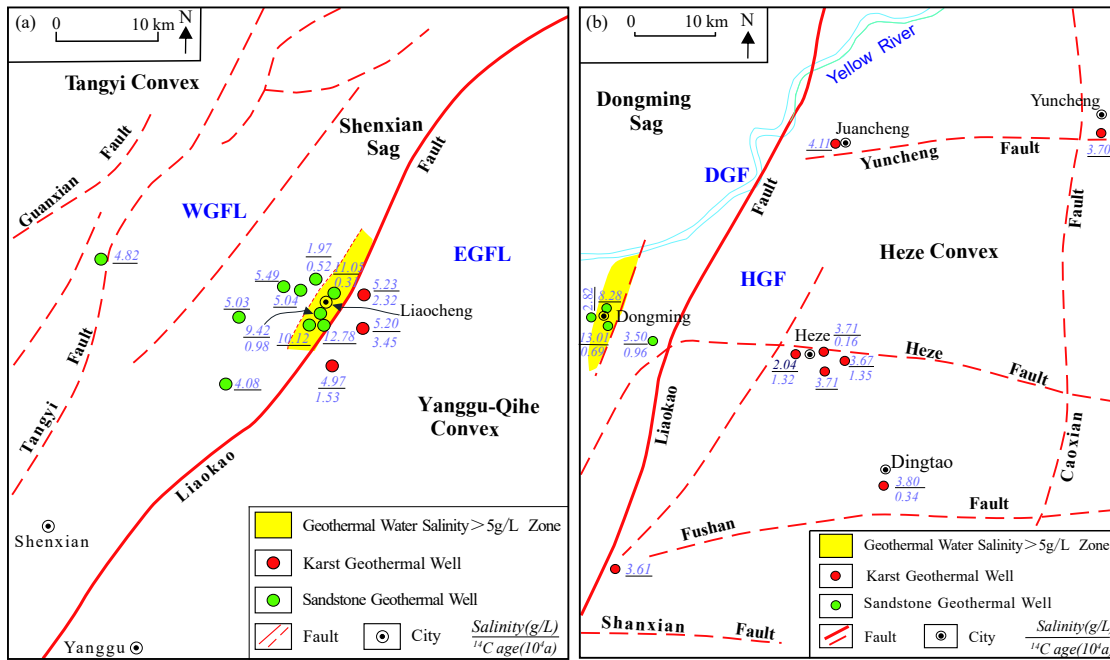 (a)
0 10 km
N
Tangyi Convex
Shenxian
Sag
Fault
Guanxian
Fault
WGFL
EGFL
4.82
1.97
0.52
11.05
5.49
5.04
5.03
5.23
2.32
Liaocheng
9.42
0.98
10.12
12.78
5.20
3.45
4.97
1.53
4.08
Fault
Tangyi
Yanggu-Qihe
Convex
Liaokao
Shenxian
Yanggu
Geothermal Water Salinity>5g/L Zone
Karst Geothermal Well
Sandstone Geothermal Well
Fault
City
Salinity(g/L)
14C age(10⁴a)
(b)
0 10 km
N
Yellow River
Dongming
Sag
Yuncheng
Juancheng
4.11
Yuncheng
Fault
3.70
DGF
Fault
Fault
Heze Convex
HGF
2.82
8.28
Dongming
13.01
0.69
3.50
0.96
Heze
3.71
0.16
2.04
1.32
3.67
1.35
3.71
Heze
Fault
Liaokao
Caoxian
Dingtao
3.80
0.34
Fushan
Fault
3.61
Shanxian
Fault
Geothermal Water Salinity>5g/L Zone
Karst Geothermal Well
Sandstone Geothermal Well
Fault
City
Salinity(g/L)
14C age(10⁴a)